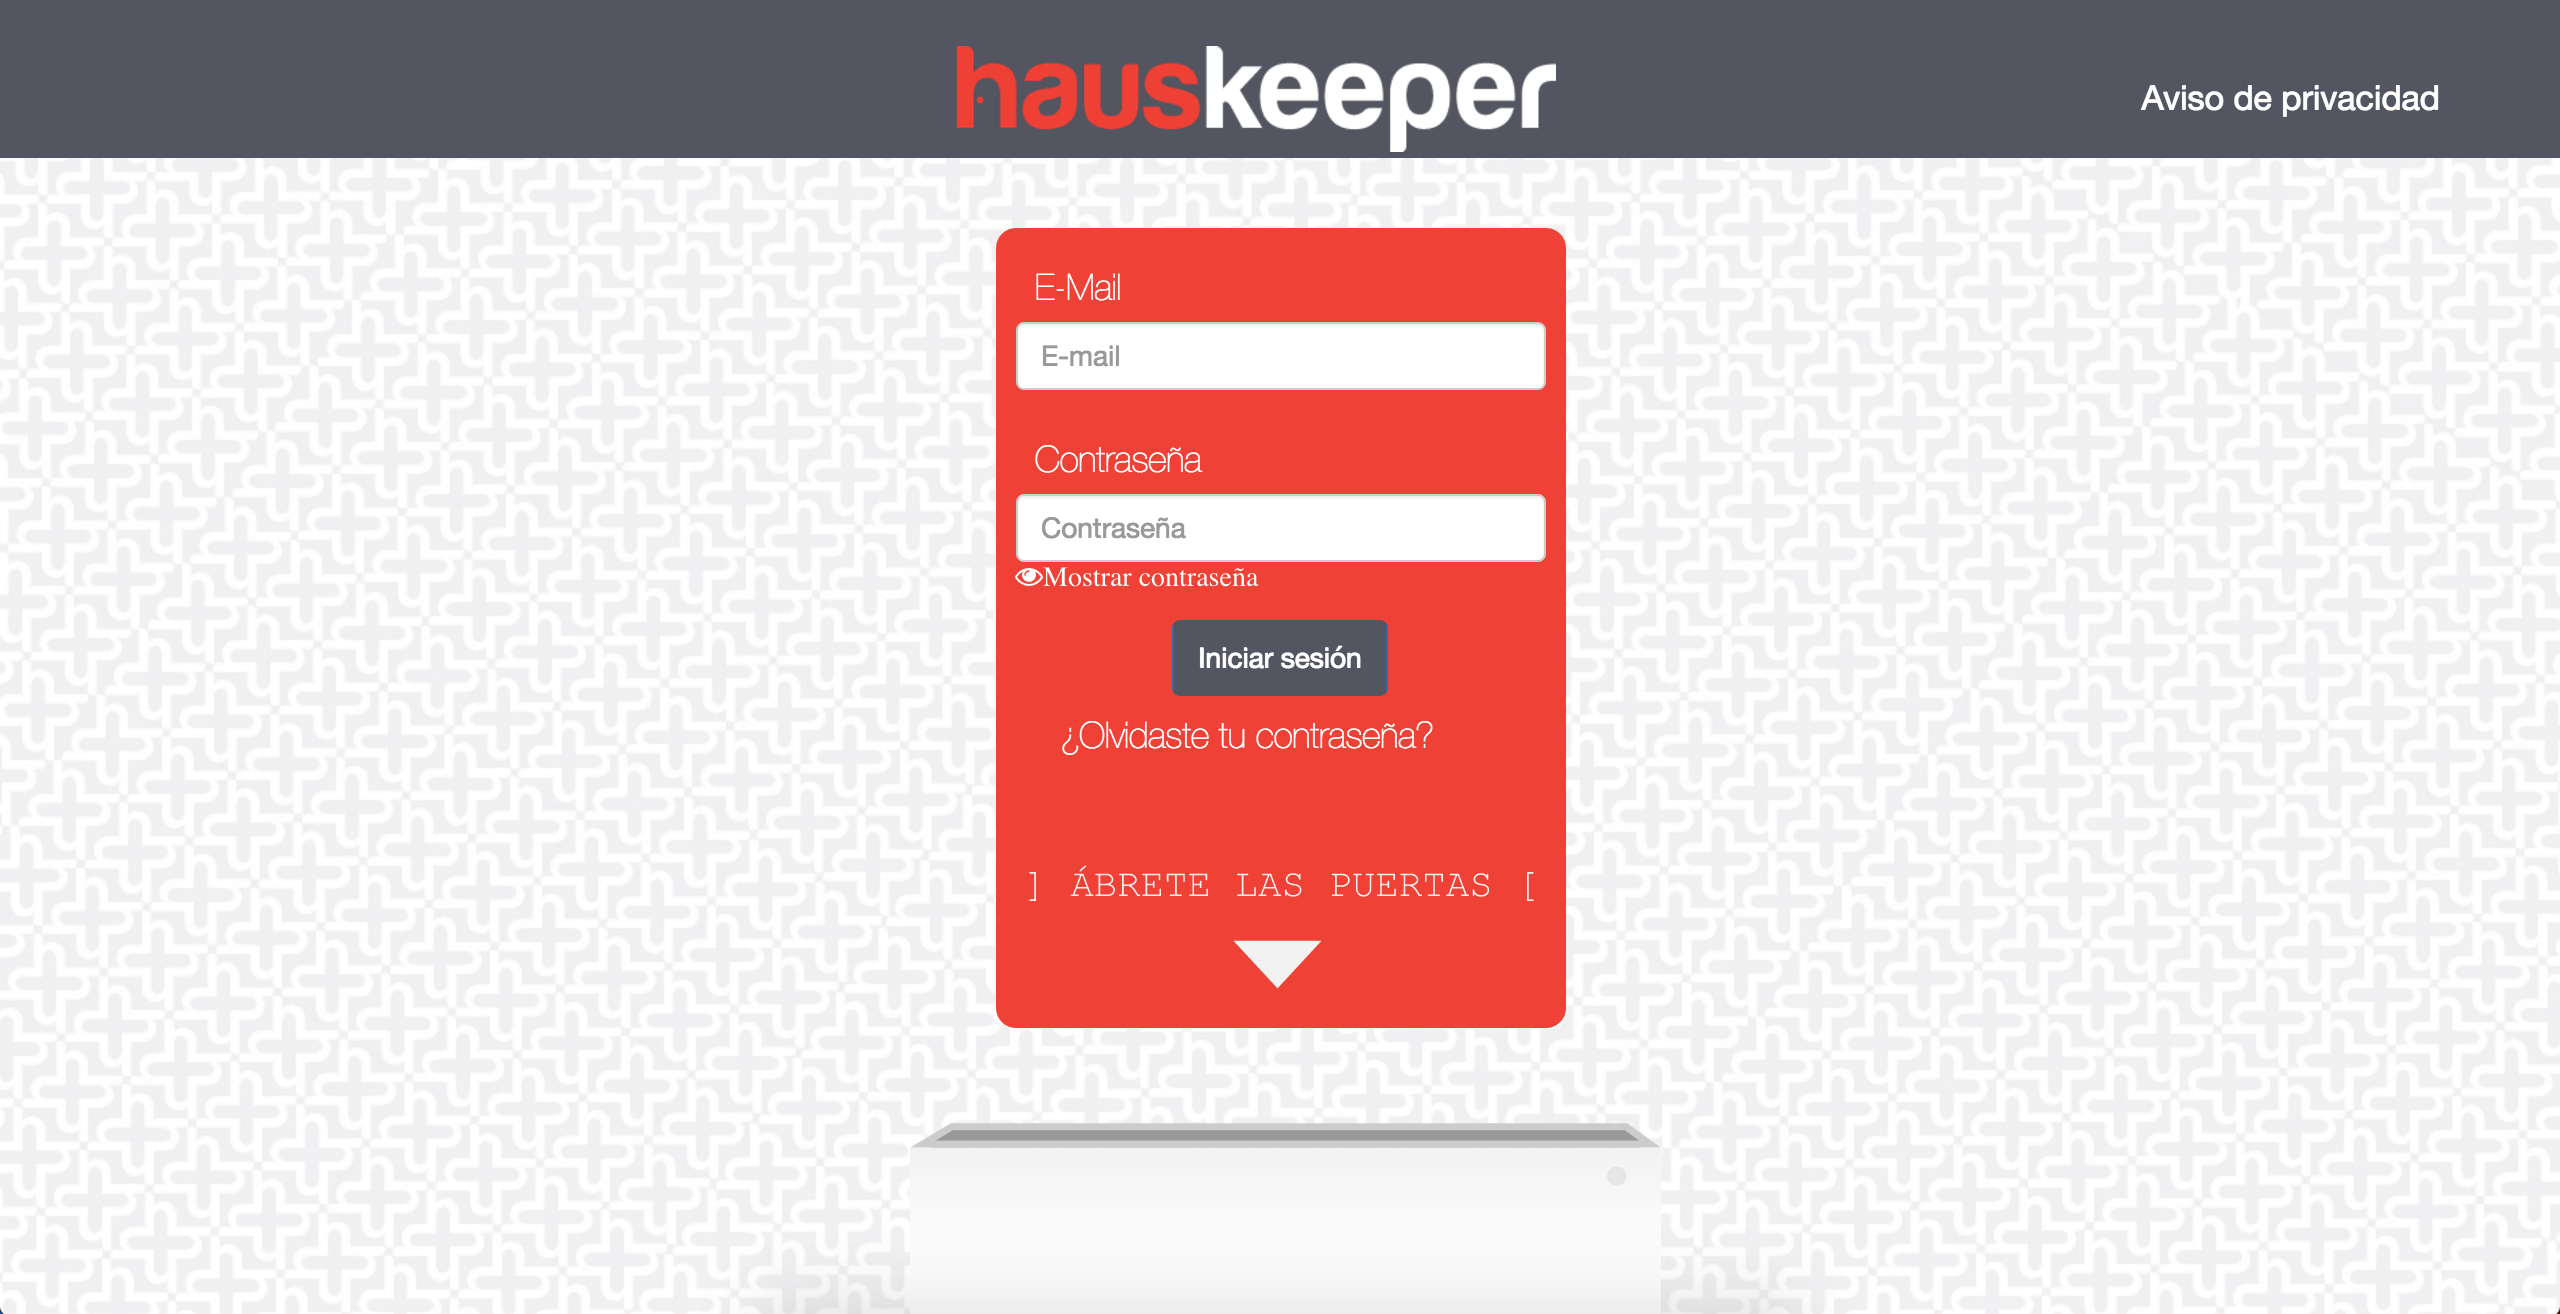 hauskeeper
Aviso de privacidad
E-Mail
E-mail
Contraseña
Contraseña
Mostrar contraseña
Iniciar sesión
¿Olvidaste tu contraseña?
] ÁBRETE LAS PUERTAS [